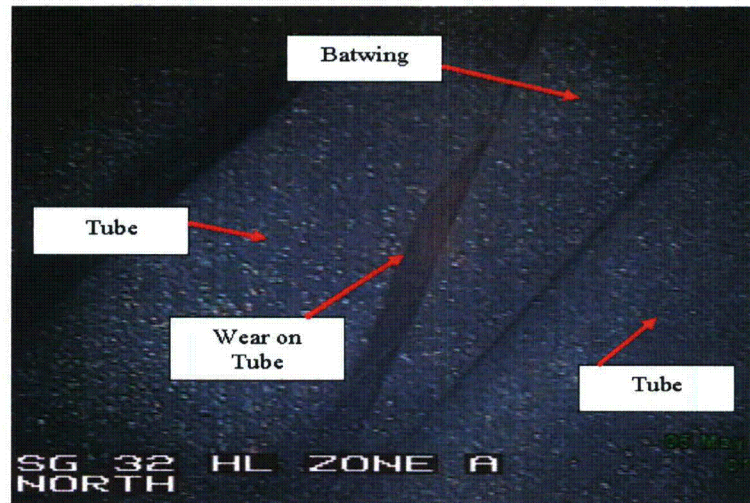 Batwing
Tube
Wear on
Tube
Tube
SG 32 HL ZONE A
NORTH